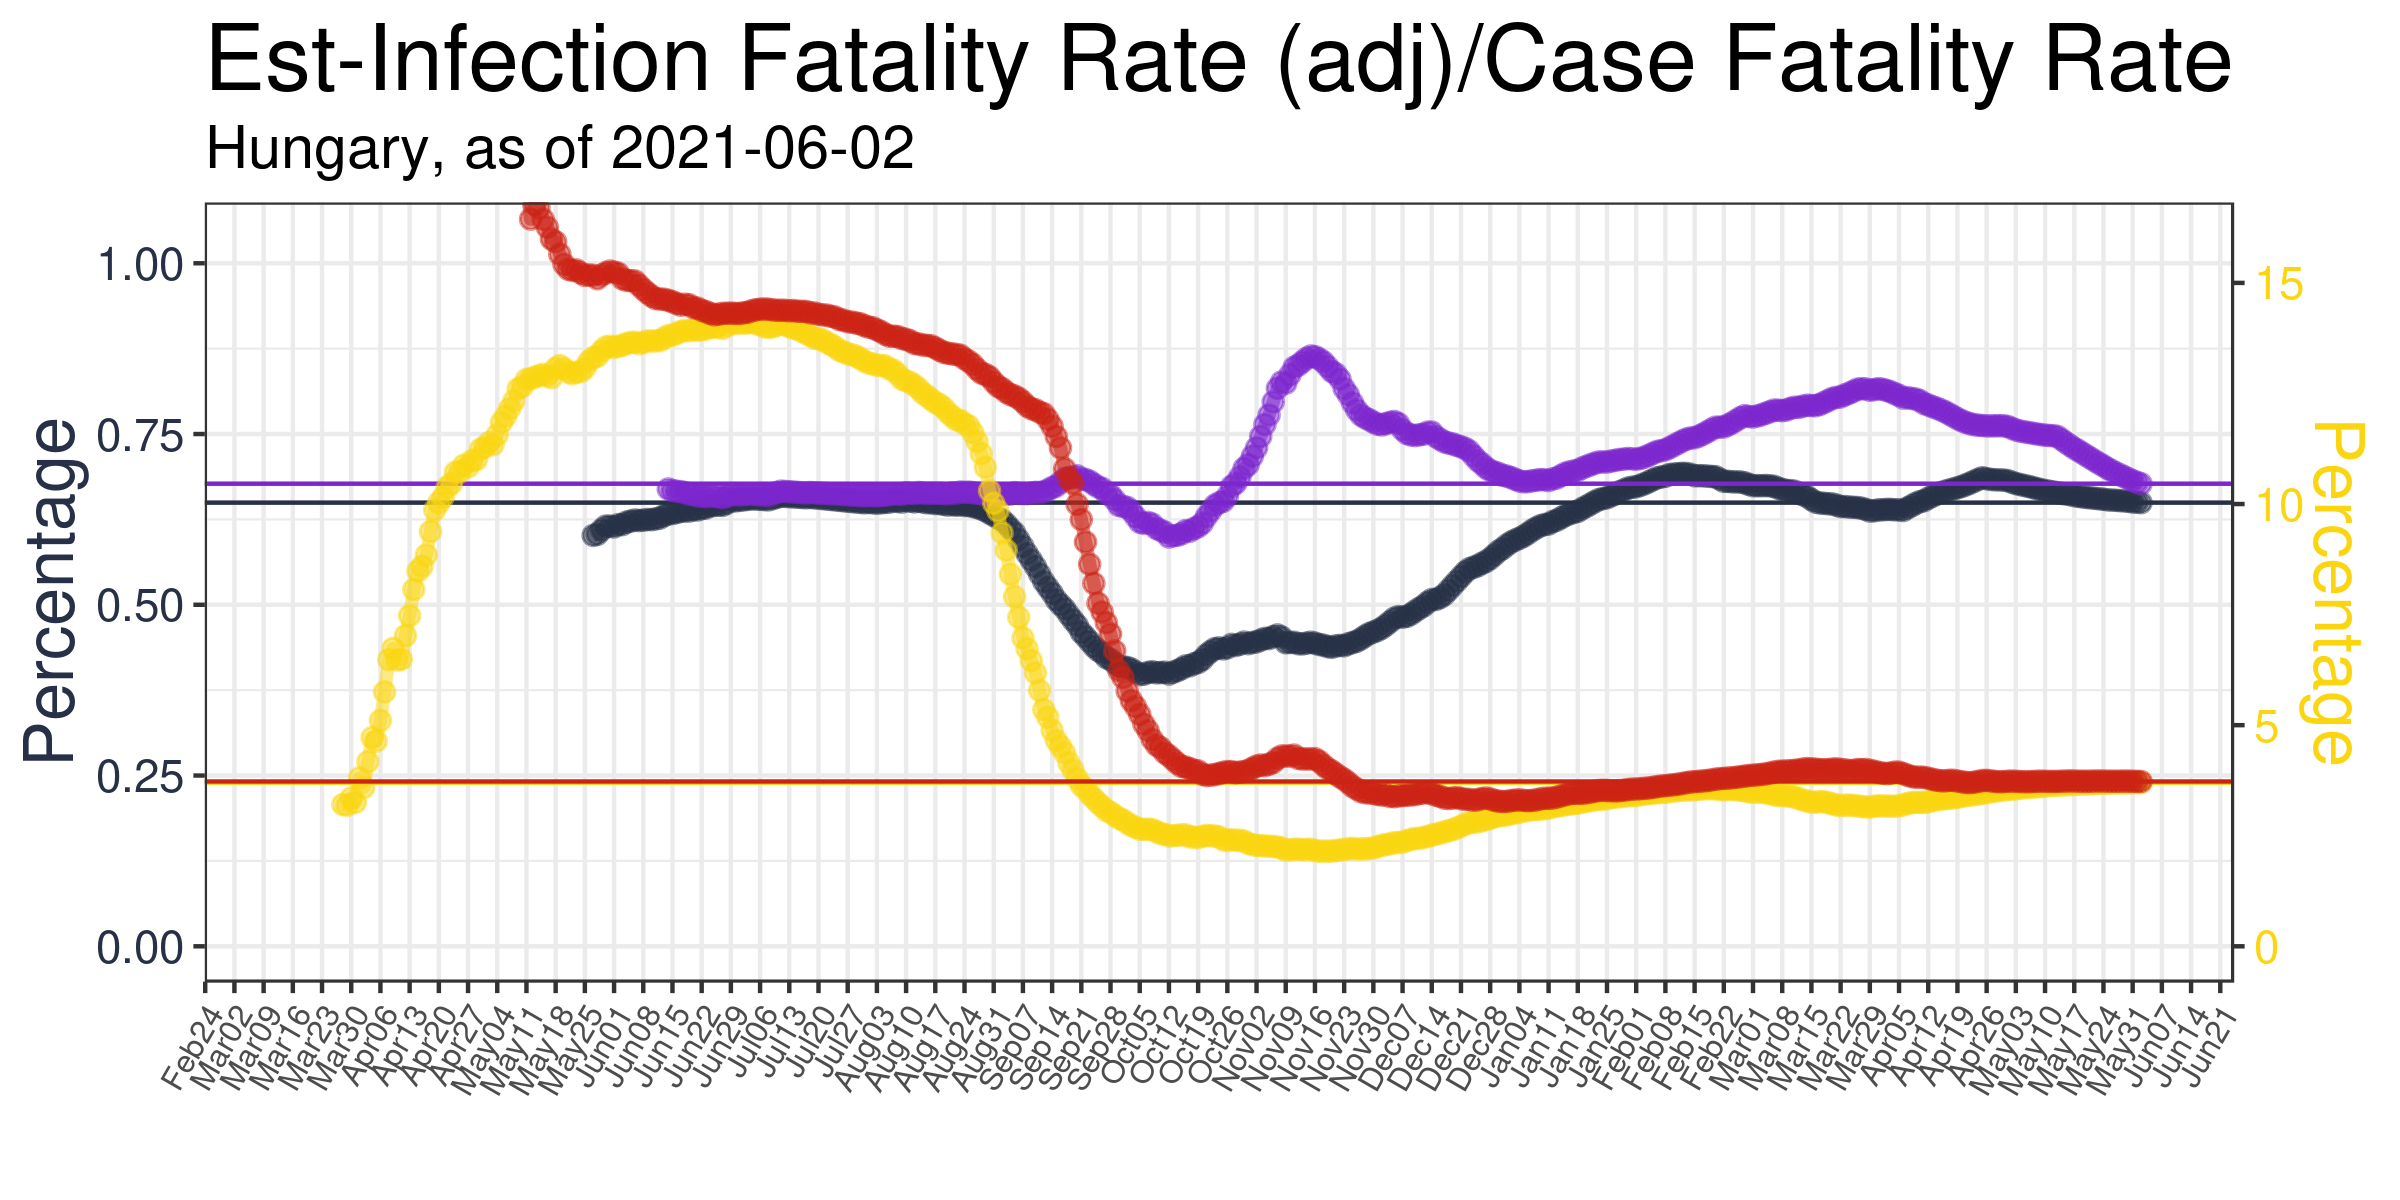 Est-Infection Fatality Rate (adj)/Case Fatality Rate
Hungary, as of 2021-06-02
Percentage
1.00
0.75
0.50
0.25
0.00
15
10
5
0
Percentage
Feb24
Mar02
Mar09
Mar16
Mar23
Mar30
Apr06
Apr13
Apr20
Apr27
May04
May11
May18
May25
Jun01
Jun08
Jun15
Jun22
Jun29
Jul06
Jul13
Jul20
Jul27
Aug03
Aug10
Aug17
Aug24
Aug31
Sep07
Sep14
Sep21
Sep28
Oct05
Oct12
Oct19
Oct26
Nov02
Nov09
Nov16
Nov23
Nov30
Dec07
Dec14
Dec21
Dec28
Jan04
Jan11
Jan18
Jan25
Feb01
Feb08
Feb15
Feb22
Mar01
Mar08
Mar15
Mar22
Mar29
Apr05
Apr12
Apr19
Apr26
May03
May10
May17
May24
May31
Jun07
Jun14
Jun21